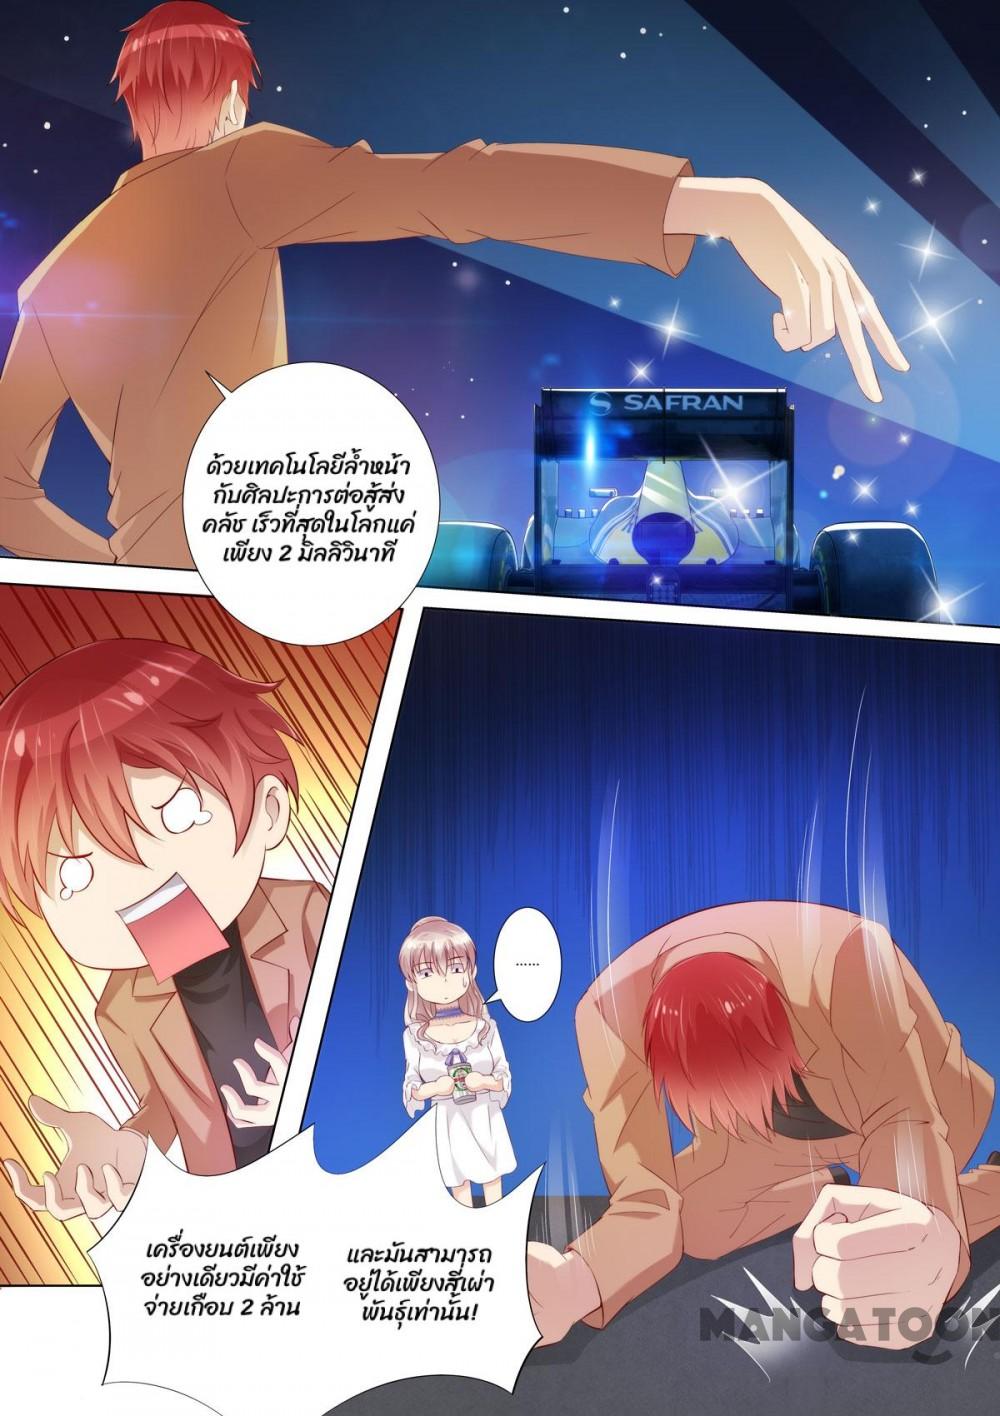 SAFRAN
ด้วยเทคโนโลยีล้ำหน้า
กับศิลปะการต่อสู้ส่ง
คลัช เร็วที่สุดในโลกแค่
เพียง 2 มิลลิวินาที
......
เครื่องยนต์เพียง
อย่างเดียวมีค่าใช้
จ่ายเกือบ 2 ล้าน
และมันสามารถ
อยู่ได้เพียงสี่เผ่า
พันธุ์เท่านั้น!
MANGATOON